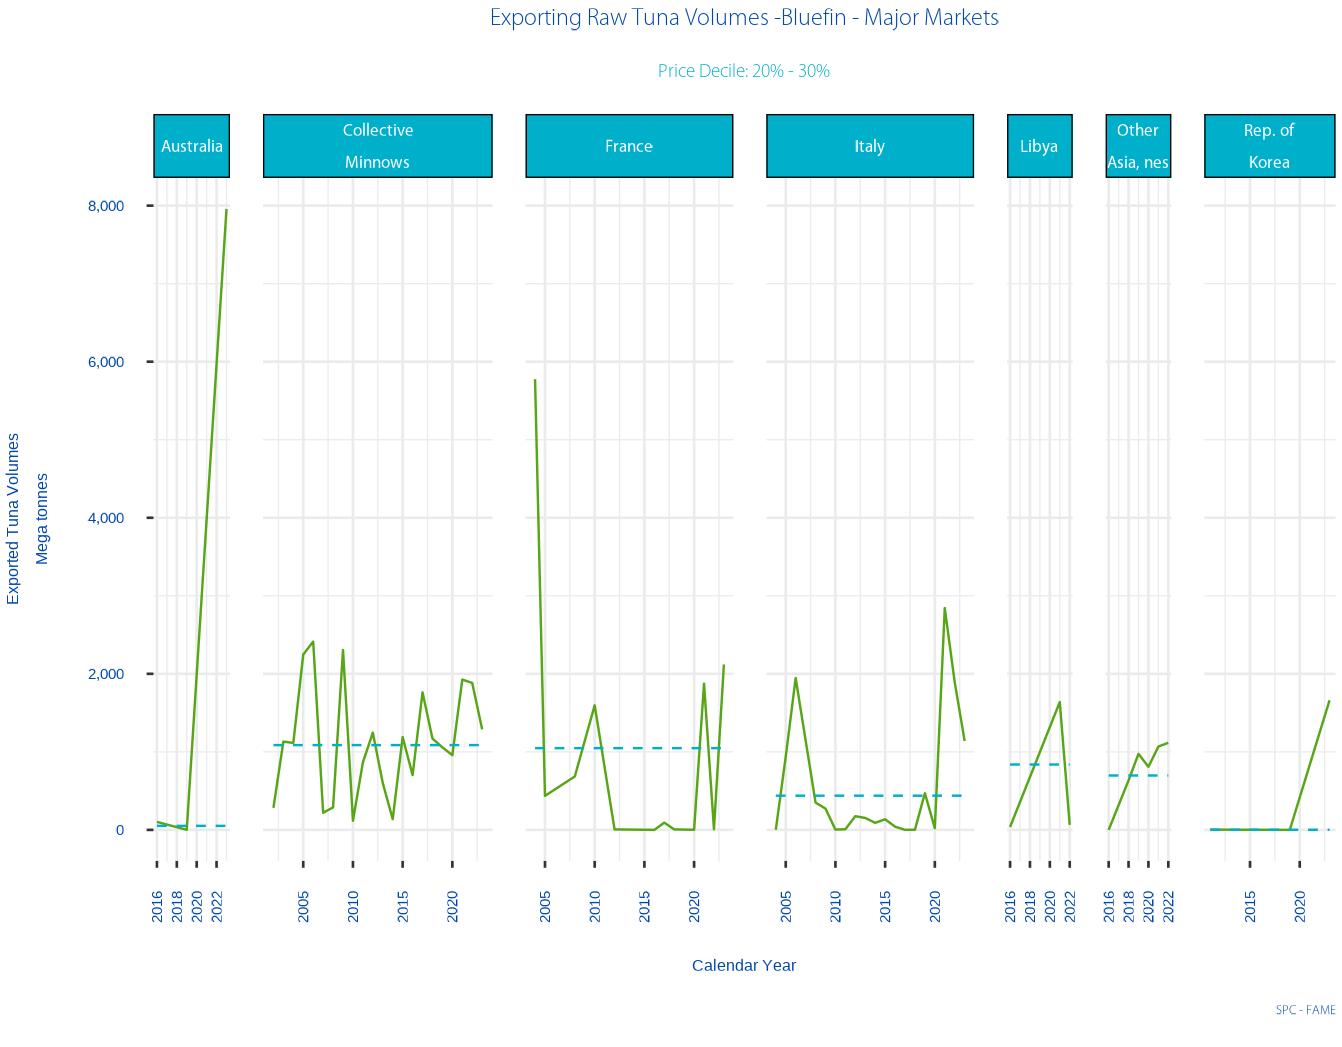 Exporting Raw Tuna Volumes -Bluefin - Major Markets
Price Decile: 20% - 30%
Australia
Collective
Minnows
France
Italy
Libya
Other
Asia, nes
Rep. of
Korea
8,000
6,000
4,000
2,000
0
Exported Tuna Volumes
Mega tonnes
2016
2018
2020
2022
2005
2010
2015
2020
2005
2010
2015
2020
2005
2010
2015
2020
2016
2018
2020
2022
2016
2018
2020
2022
2015
2020
Calendar Year
SPC - FAME